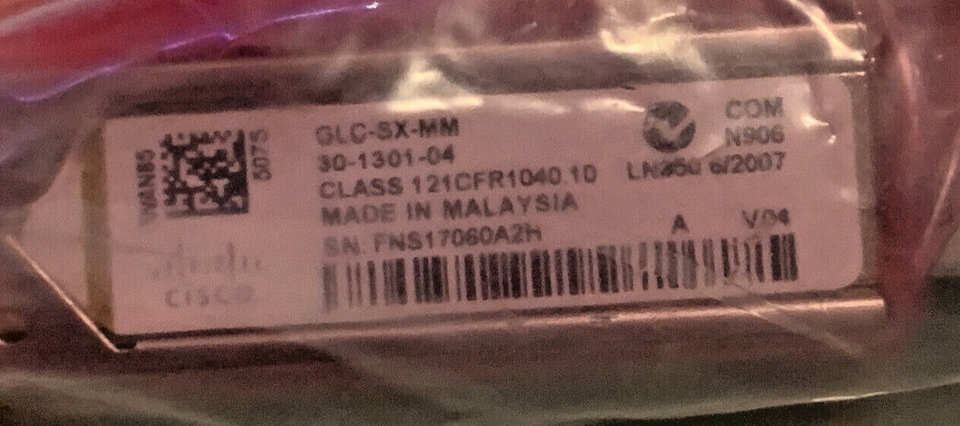 GLC-SX-MM
30-1301-04
CLASS 1 21CFR1040.10
MADE IN MALAYSIA
SN: FNS17060A2H
COM
N906
6/2007
A V04
5075
CISCO